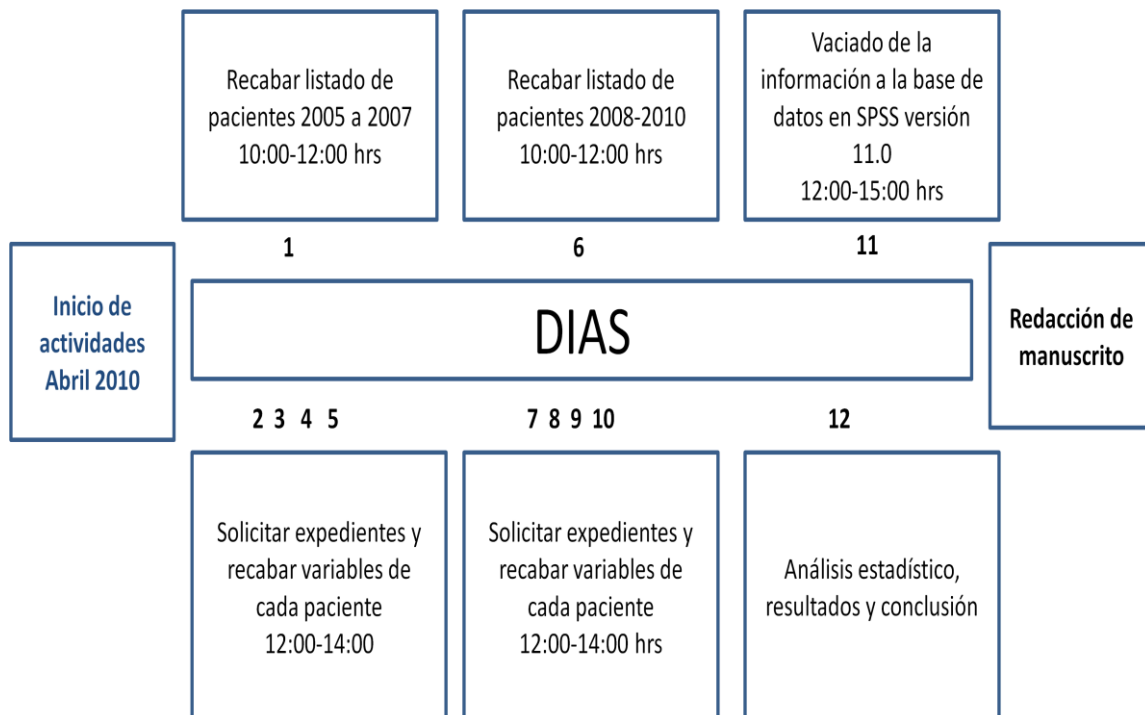 Recabar listado de
pacientes 2005 a 2007
10:00-12:00 hrs
Recabar listado de
pacientes 2008-2010
10:00-12:00 hrs
Vaciado de la
información a la base de
datos en SPSS versión
11.0
12:00-15:00 hrs
1
6
11
Inicio de
actividades
Abril 2010
DIAS
Redacción de
manuscrito
2 3 4 5
7 8 9 10
12
Solicitar expedientes y
recabar variables de
cada paciente
12:00-14:00
Solicitar expedientes y
recabar variables de
cada paciente
12:00-14:00 hrs
Análisis estadístico,
resultados y conclusión